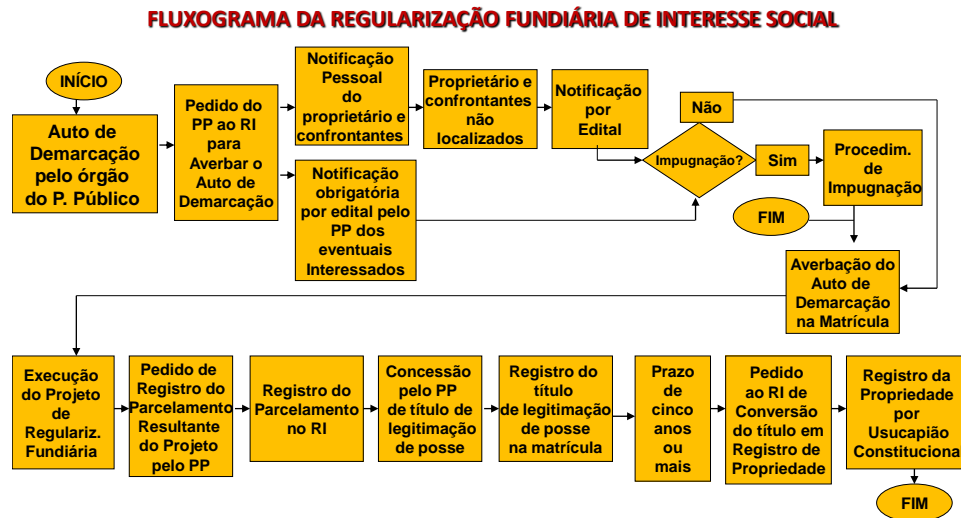 FLUXOGRAMA DA REGULARIZAÇÃO FUNDIÁRIA DE INTERESSE SOCIAL
INÍCIO
Auto de
Demarcação
pelo órgão
do P. Público
Pedido do
PP ao RI
para
Averbar o
Auto de
Demarcação
Notificação
Pessoal
do
proprietário e
confrontantes
Proprietário e
confrontantes
não
localizados
Notificação
por
Edital
Notificação
obrigatória
por edital pelo
PP dos
eventuais
Interessados
Impugnação?
Não
Sim
Procedim.
de
Impugnação
FIM
Averbação do
Auto de
Demarcação
na Matrícula
Execução
do Projeto
de
Regulariz.
Fundiária
Pedido de
Registro do
Parcelamento
Resultante
do Projeto
pelo PP
Registro do
Parcelamento
no RI
Concessão
pelo PP
de título de
legitimação
de posse
Registro do
título
de legitimação
de posse
na matrícula
Prazo
de
cinco
anos
ou
mais
Pedido
ao RI de
Conversão
do título em
Registro de
Propriedade
Registro da
Propriedade
por
Usucapião
Constituciona
FIM